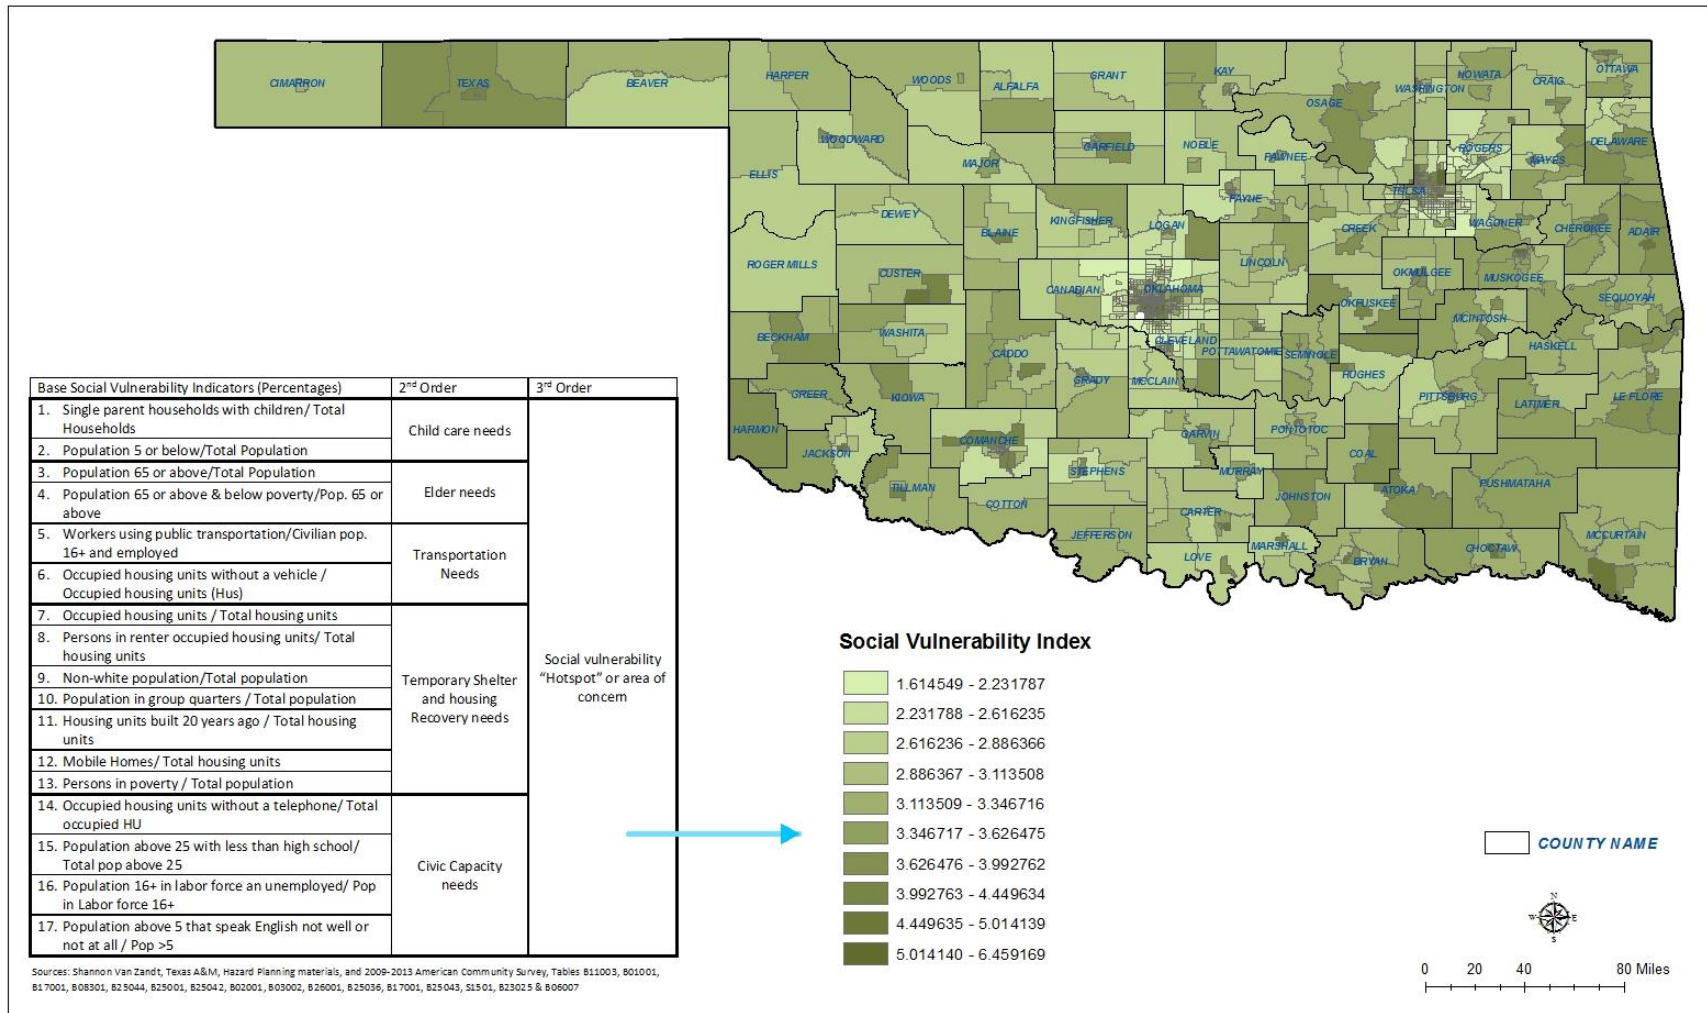 CIMARRON
TEXAS
BEAVER
HARPER
WOODS
ALFALFA
GRANT
KAY
OSAGE
WASHINGTON
NOWATA
CRAIG
OTTAWA
WOODWARD
MAJOR
GARFIELD
NOBLE
PAWNEE
ROGERS
MAYES
DELAWARE
ELLIS
TULSA
DEWEY
BLAINE
KINGFISHER
LOGAN
PAYNE
CREEK
WAGONER
CHEROKEE
ADAIR
ROGER MILLS
CUSTER
CANADIAN
OKLAHOMA
LINCOLN
OKMULGEE
MUSKOGEE
OKFUSKEE
SEQUOYAH
BECKHAM
WASHITA
CADDO
GRADY
MCCLAIN
CLEVELAND
POTTAWATOMIE
SEMINOLE
HUGHES
MCINTOSH
HASKELL
GREER
KIOWA
PITTSBURG
LATIMER
LE FLORE
HARMON
JACKSON
COMANCHE
STEPHENS
GARVIN
PONTOTOC
COAL
MURRAY
TILLMAN
COTTON
JOHNSTON
ATOKA
PUSHMATAHA
JEFFERSON
CARTER
LOVE
MARSHALL
BRYAN
CHOCTAW
MCCURTAIN
Base Social Vulnerability Indicators (Percentages)
2nd Order
3rd Order
1. Single parent households with children/ Total
Households
2. Population 5 or below/Total Population
Child care needs
3. Population 65 or above/Total Population
4. Population 65 or above & below poverty/Pop. 65 or
above
Elder needs
5. Workers using public transportation/Civilian pop.
16+ and employed
6. Occupied housing units without a vehicle /
Occupied housing units (Hus)
Transportation
Needs
7. Occupied housing units / Total housing units
8. Persons in renter occupied housing units/ Total
housing units
9. Non-white population/Total population
10. Population in group quarters / Total population
11. Housing units built 20 years ago / Total housing
units
12. Mobile Homes/ Total housing units
13. Persons in poverty / Total population
Temporary Shelter
and housing
Recovery needs
14. Occupied housing units without a telephone/ Total
occupied HU
15. Population above 25 with less than high school/
Total pop above 25
16. Population 16+ in labor force an unemployed/ Pop
in Labor force 16+
17. Population above 5 that speak English not well or
not at all / Pop >5
Civic Capacity
needs
Social vulnerability
"Hotspot" or area of
concern
Sources: Shannon Van Zandt, Texas A&M, Hazard Planning materials, and 2009-2013 American Community Survey, Tables B11003, B01001,
B17001, B08301, B25044, B25001, B25042, B02001, B03002, B26001, B25036, B17001, B25043, S1501, B23025 & B06007
Social Vulnerability Index
1.614549 - 2.231787
2.231788 - 2.616235
2.616236 - 2.886366
2.886367 - 3.113508
3.113509 - 3.346716
3.346717 - 3.626475
3.626476 - 3.992762
3.992763 - 4.449634
4.449635 - 5.014139
5.014140 - 6.459169
COUNTY NAME
N
W
E
S
0 20 40 80 Miles